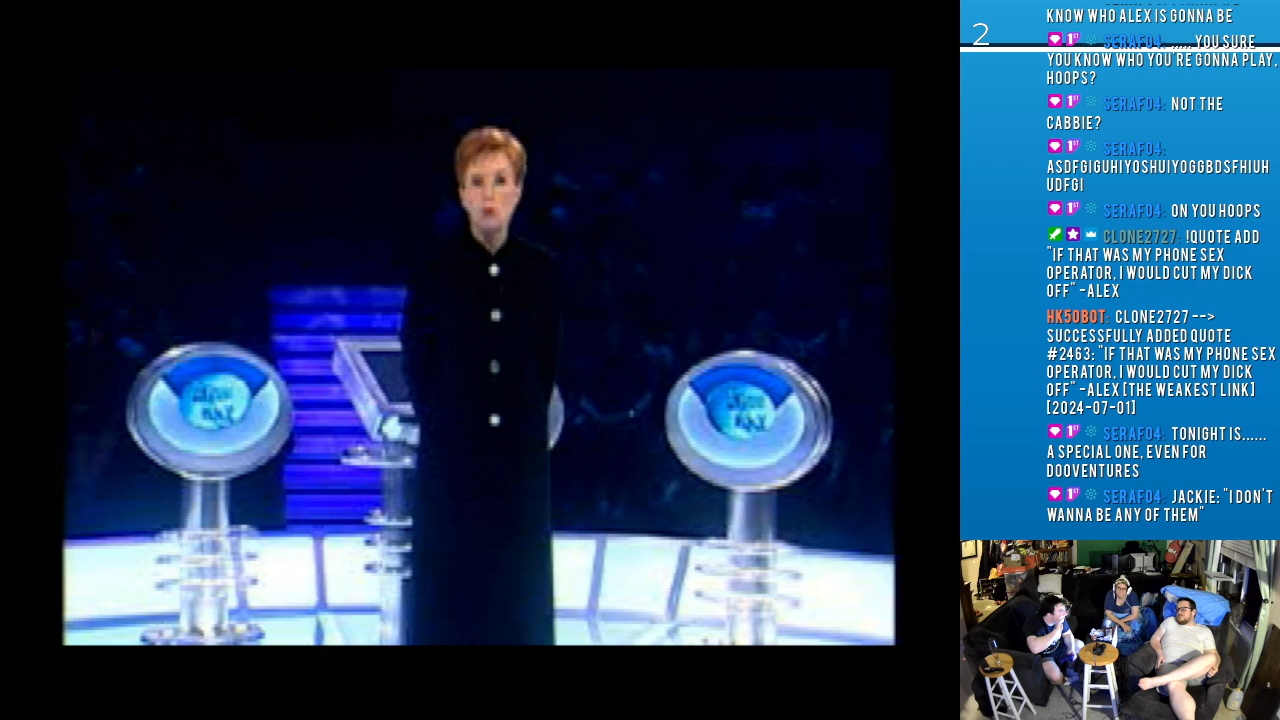 2
KNOW WHO ALEX IS GONNA BE
SERAF04: ..... YOU SURE
YOU KNOW WHO YOU'RE GONNA PLAY,
HOOPS?
SERAF04: NOT THE
CABBIE?
SERAF04:
ASDFGIGUHIYOSHUIYOGGBDSFHIUH
UDFGI
SERAF04: ON YOU HOOPS
CLONE2727: !QUOTE ADD
"IF THAT WAS MY PHONE SEX
OPERATOR, I WOULD CUT MY DICK
OFF" -ALEX
HK50BOT: CLONE2727 -->
SUCCESSFULLY ADDED QUOTE
#2463: "IF THAT WAS MY PHONE SEX
OPERATOR, I WOULD CUT MY DICK
OFF" -ALEX [THE WEAKEST LINK]
[2024-07-01]
SERAF04: TONIGHT IS......
A SPECIAL ONE, EVEN FOR
DOOVENTURES
SERAF04: JACKIE: "I DON'T
WANNA BE ANY OF THEM"